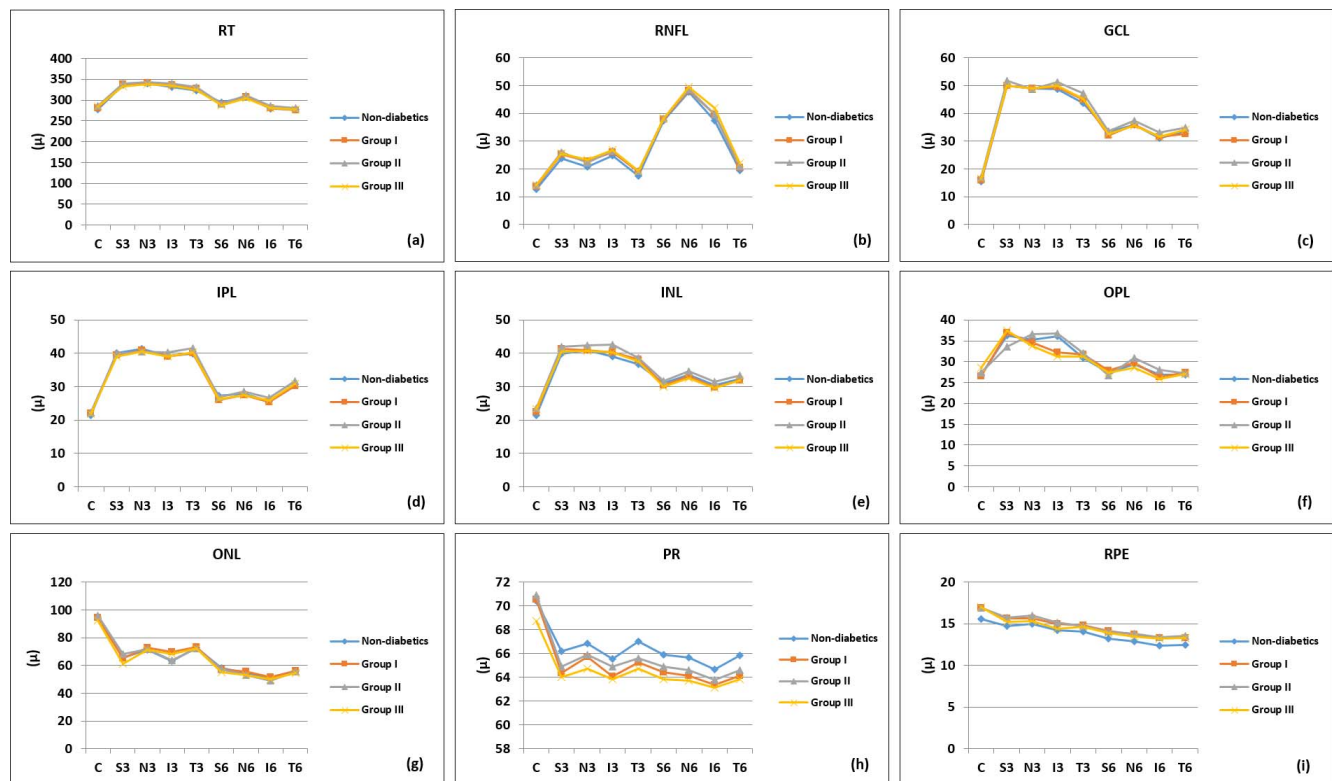 RT
400
350
300
250
200
150
100
50
0
(μ)
C S3 N3 I3 T3 S6 N6 I6 T6
Non-diabetics
Group I
Group II
Group III
(a)
RNFL
60
50
40
30
20
10
0
(μ)
C S3 N3 I3 T3 S6 N6 I6 T6
Non-diabetics
Group I
Group II
Group III
(b)
GCL
60
50
40
30
20
10
0
(μ)
C S3 N3 I3 T3 S6 N6 I6 T6
Non-diabetics
Group I
Group II
Group III
(c)
IPL
50
40
30
20
10
0
(μ)
C S3 N3 I3 T3 S6 N6 I6 T6
Non-diabetics
Group I
Group II
Group III
(d)
INL
50
40
30
20
10
0
(μ)
C S3 N3 I3 T3 S6 N6 I6 T6
Non-diabetics
Group I
Group II
Group III
(e)
OPL
40
35
30
25
20
15
10
5
0
(μ)
C S3 N3 I3 T3 S6 N6 I6 T6
Non-diabetics
Group I
Group II
Group III
(f)
ONL
120
100
80
60
40
20
0
(μ)
C S3 N3 I3 T3 S6 N6 I6 T6
Non-diabetics
Group I
Group II
Group III
(g)
PR
72
70
68
66
64
62
60
58
(μ)
C S3 N3 I3 T3 S6 N6 I6 T6
Non-diabetics
Group I
Group II
Group III
(h)
RPE
20
15
10
5
0
(μ)
C S3 N3 I3 T3 S6 N6 I6 T6
Non-diabetics
Group I
Group II
Group III
(i)